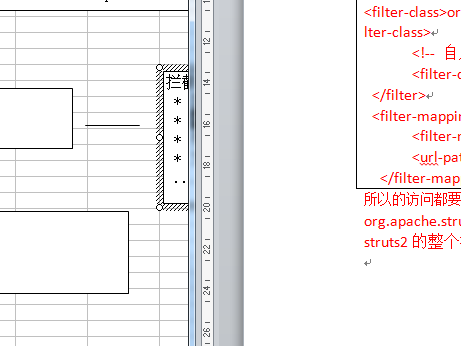 拦截
*
*
*
*
..
12
14
16
18
20
22
24
26
<filter-class>or
lter-class>
<!-- 自
<filter-c
</filter>
<filter-mappin
<filter-n
<url-pat
</filter-mapp
所以的访问都要
org.apache.stru
struts2 的整个